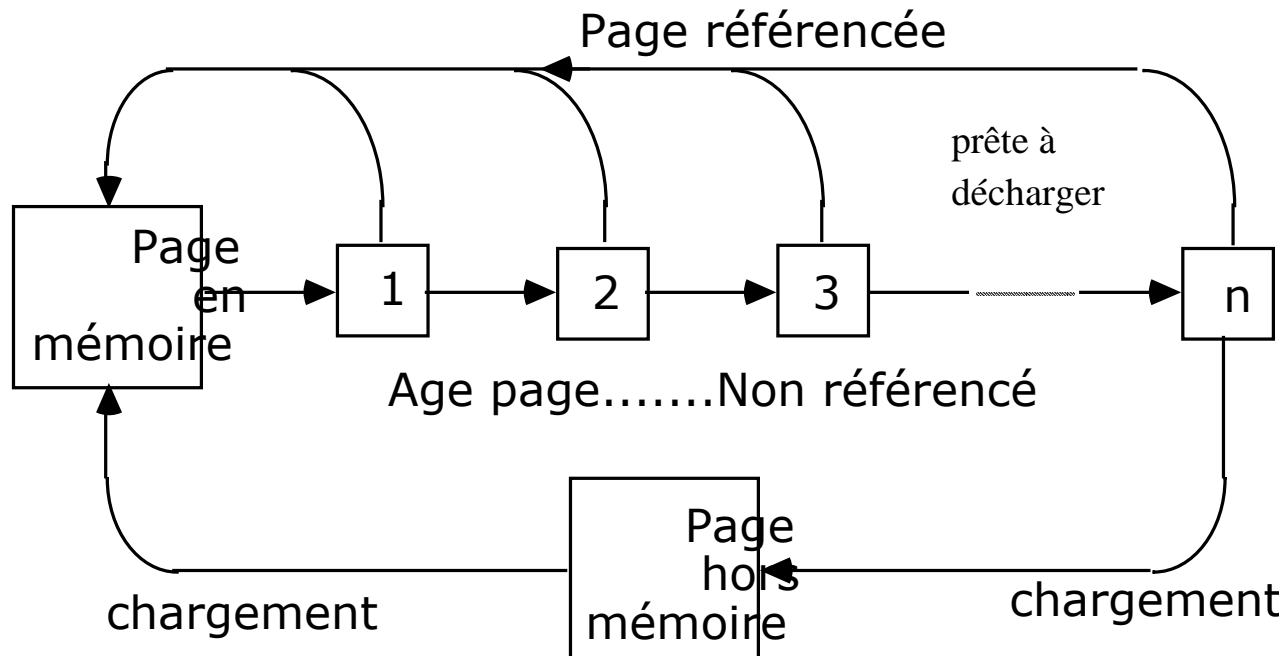 Page référencée
prête à
décharger
Page
en
mémoire
1
2
3
n
Age page.......Non référencé
Page
hors
mémoire
chargement
chargement